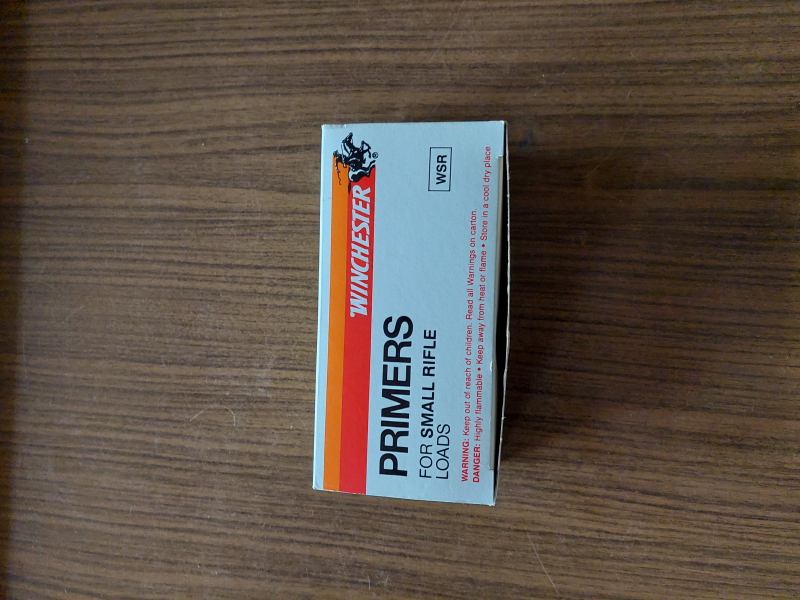 WINCHESTER®
PRIMERS
FOR SMALL RIFLE
LOADS
WSR
WARNING: Keep out of reach of children. Read all Warnings on carton.
DANGER: Highly flammable • Keep away from heat or flame • Store in a cool dry place.